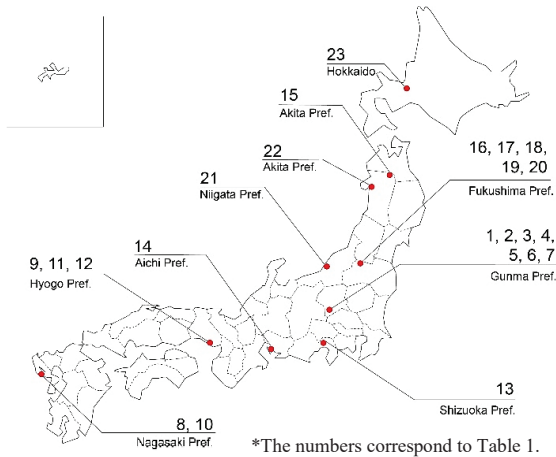 23
Hokkaido
15
Akita Pref.
22
Akita Pref.
16, 17, 18,
19, 20
Fukushima Pref.
21
Niigata Pref.
1, 2, 3, 4,
5, 6, 7
Gunma Pref.
14
Aichi Pref.
9, 11, 12
Hyogo Pref.
13
Shizuoka Pref.
8, 10
Nagasaki Pref.
*The numbers correspond to Table 1.